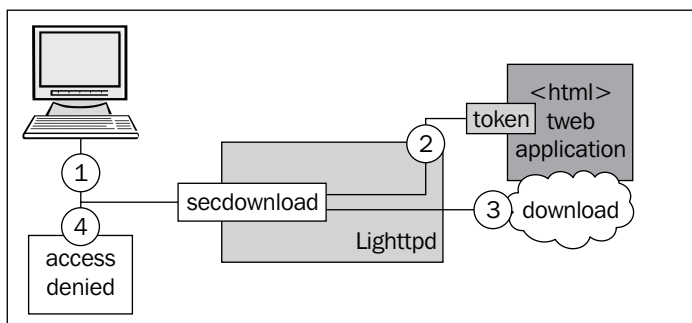 <html>
tweb
application
token
2
1
secdownload
3
download
4
Lighttpd
access
denied